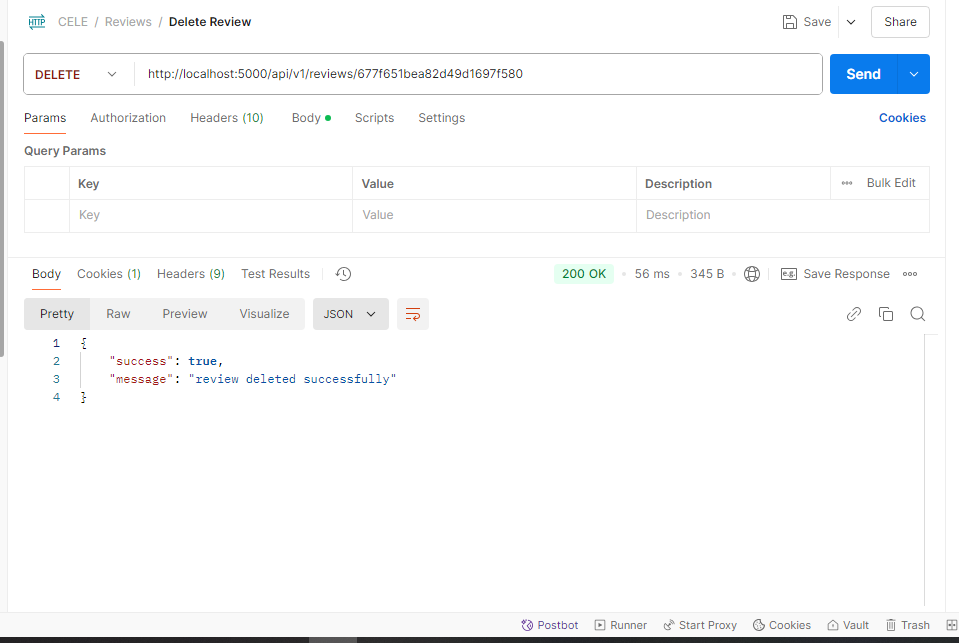 HTTP CELE / Reviews / Delete Review Save Share
DELETE http://localhost:5000/api/v1/reviews/677f651bea82d49d1697f580 Send
Params Authorization Headers (10) Body Scripts Settings Cookies
Query Params
Key Value Description Bulk Edit
Key Value Description
Body Cookies (1) Headers (9) Test Results 200 OK 56 ms 345 B e.g. Save Response
Pretty Raw Preview Visualize JSON
1 {
2 "success": true,
3 "message": "review deleted successfully"
4 }
Postbot Runner Start Proxy Cookies Vault Trash